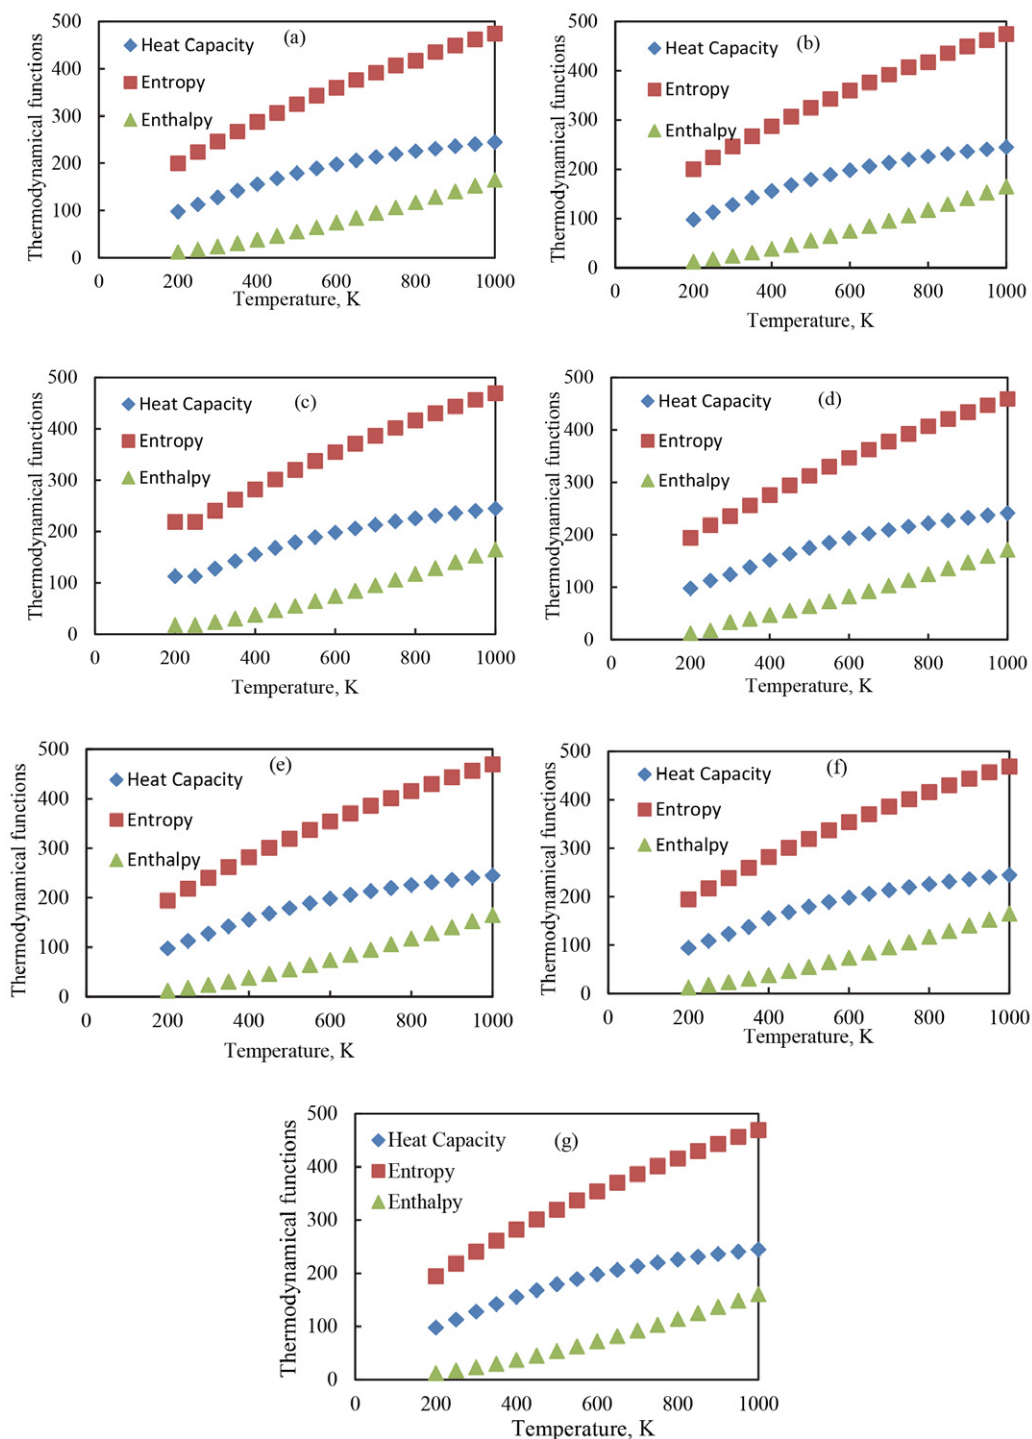 (a)
Heat Capacity
Entropy
Enthalpy
Thermodynamical functions
500
400
300
200
100
0
0 200 400 600 800 1000
Temperature, K
(b)
Heat Capacity
Entropy
Enthalpy
Thermodynamical functions
500
400
300
200
100
0
0 200 400 600 800 1000
Temperature, K
(c)
Heat Capacity
Entropy
Enthalpy
Thermodynamical functions
500
400
300
200
100
0
0 200 400 600 800 1000
Temperature, K
(d)
Heat Capacity
Entropy
Enthalpy
Thermodynamical functions
500
400
300
200
100
0
0 200 400 600 800 1000
Temperature, K
(e)
Heat Capacity
Entropy
Enthalpy
Thermodynamical functions
500
400
300
200
100
0
0 200 400 600 800 1000
Temperature, K
(f)
Heat Capacity
Entropy
Enthalpy
Thermodynamical functions
500
400
300
200
100
0
0 200 400 600 800 1000
Temperature, K
(g)
Heat Capacity
Entropy
Enthalpy
Thermodynamical functions
500
400
300
200
100
0
0 200 400 600 800 1000
Temperature, K